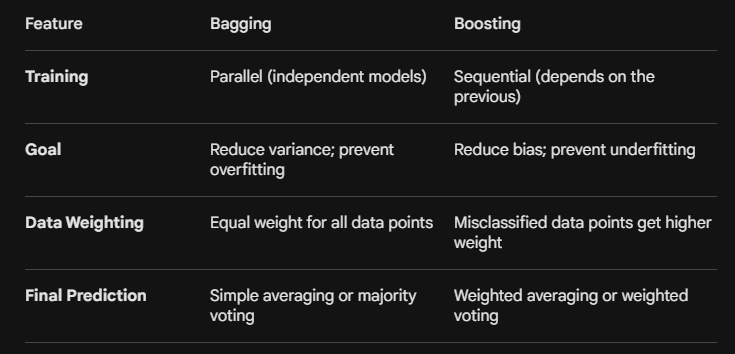 Feature Bagging Boosting
Training Parallel (independent models) Sequential (depends on the
previous)
Goal Reduce variance; prevent Reduce bias; prevent underfitting
overfitting
Data Weighting Equal weight for all data points Misclassified data points get higher
weight
Final Prediction Simple averaging or majority Weighted averaging or weighted
voting voting